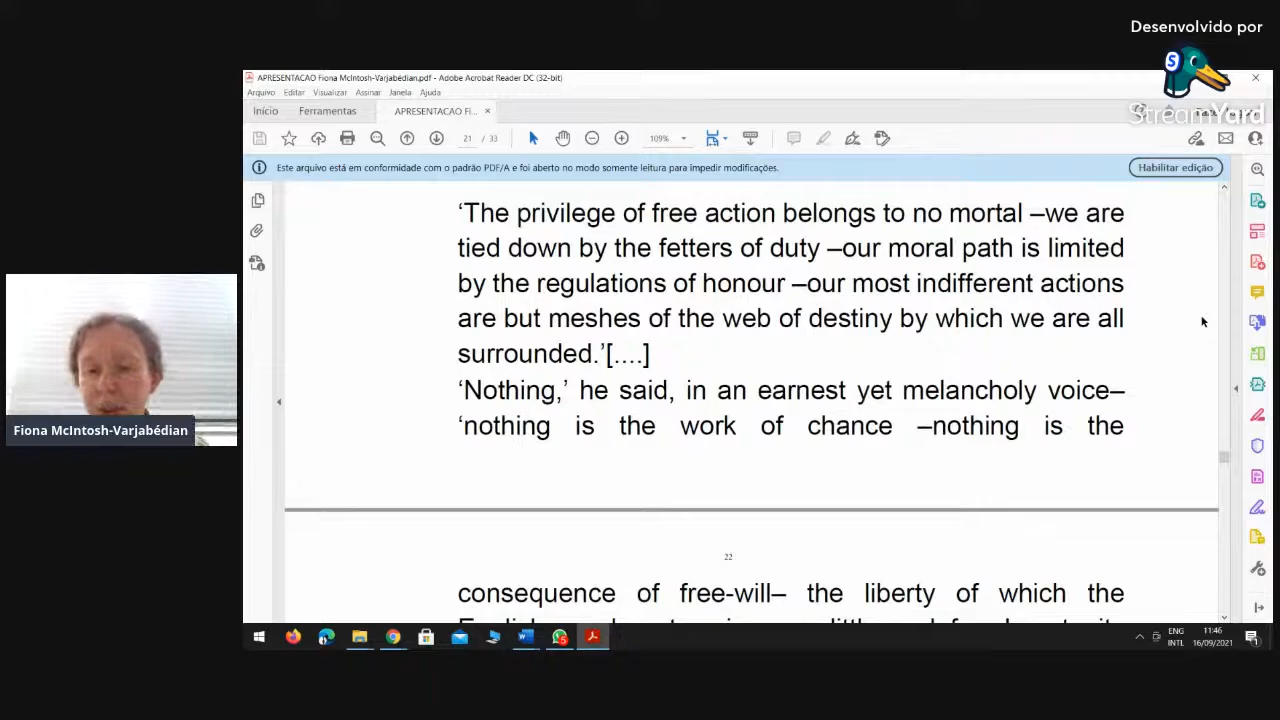 Desenvolvido por
StreamYard
APRESENTACAO Fiona McIntosh-Varjabédian.pdf - Adobe Acrobat Reader DC (32-bit)
Arquivo Editar Visualizar Assinar Janela Ajuda
Início Ferramentas APRESENTACAO Fi... ×
21 / 33 109%
Este arquivo está em conformidade com o padrão PDF/A e foi aberto no modo somente leitura para impedir modificações. Habilitar edição
‘The privilege of free action belongs to no mortal –we are
tied down by the fetters of duty –our moral path is limited
by the regulations of honour –our most indifferent actions
are but meshes of the web of destiny by which we are all
surrounded.’[....]
‘Nothing,’ he said, in an earnest yet melancholy voice–
‘nothing is the work of chance –nothing is the
22
consequence of free-will– the liberty of which the
Fiona McIntosh-Varjabédian
ENG
INTL
11:46
16/09/2021